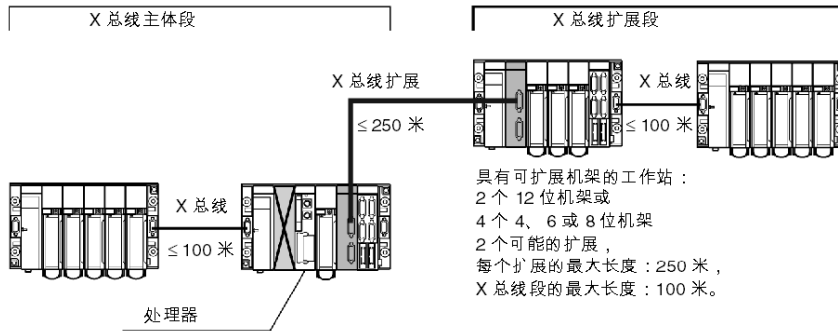 X 总线主体段
X 总线扩展段
X 总线扩展
≤ 250 米
X 总线
≤ 100 米
X 总线
≤ 100 米
处理器
具有可扩展机架的工作站：
2 个 12 位机架或
4 个 4、 6 或 8 位机架
2 个可能的扩展，
每个扩展的最大长度：250 米，
X 总线段的最大长度：100 米。